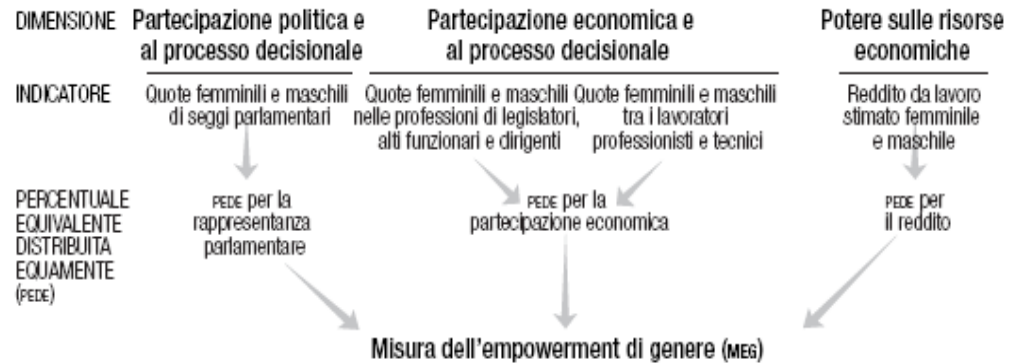 DIMENSIONE
Partecipazione politica e
al processo decisionale
Partecipazione economica e
al processo decisionale
Potere sulle risorse
economiche
INDICATORE
Quote femminili e maschili
di seggi parlamentari
Quote femminili e maschili
nelle professioni di legislatori,
alti funzionari e dirigenti
Quote femminili e maschili
tra i lavoratori
professionisti e tecnici
Reddito da lavoro
stimato femminile
e maschile
PERCENTUALE
EQUIVALENTE
DISTRIBUITA
EQUAMENTE
(PEDE)
PEDE per la
rappresentanza
parlamentare
PEDE per la
partecipazione economica
PEDE per
il reddito
Misura dell'empowerment di genere (MEG)